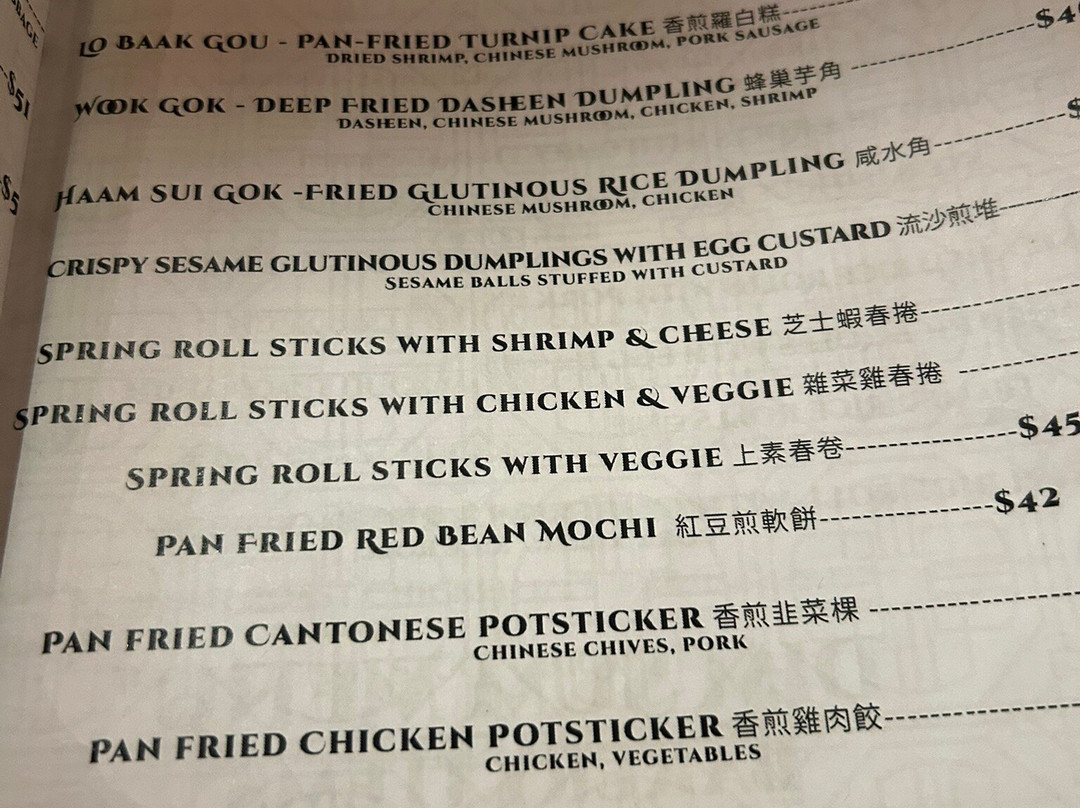 LO BAAK GOU - PAN-FRIED TURNIP CAKE 香煎羅白糕
DRIED SHRIMP, CHINESE MUSHROOM, PORK SAUSAGE
WOOK GOK - DEEP FRIED DASHEEN DUMPLING 蜂巢芋角
DASHEEN, CHINESE MUSHROOM, CHICKEN, SHRIMP
$51
HAAM SUI GOK -FRIED GLUTINOUS RICE DUMPLING 咸水角
CHINESE MUSHROOM, CHICKEN
CRISPY SESAME GLUTINOUS DUMPLINGS WITH EGG CUSTARD 流沙煎堆
SESAME BALLS STUFFED WITH CUSTARD
SPRING ROLL STICKS WITH SHRIMP & CHEESE 芝士蝦春捲
SPRING ROLL STICKS WITH CHICKEN & VEGGIE 雜菜雞春捲
SPRING ROLL STICKS WITH VEGGIE 上素春卷 $45
PAN FRIED RED BEAN MOCHI 紅豆煎軟餅 $42
PAN FRIED CANTONESE POTSTICKER 香煎韭菜粿
CHINESE CHIVES, PORK
PAN FRIED CHICKEN POTSTICKER 香煎雞肉餃
CHICKEN, VEGETABLES